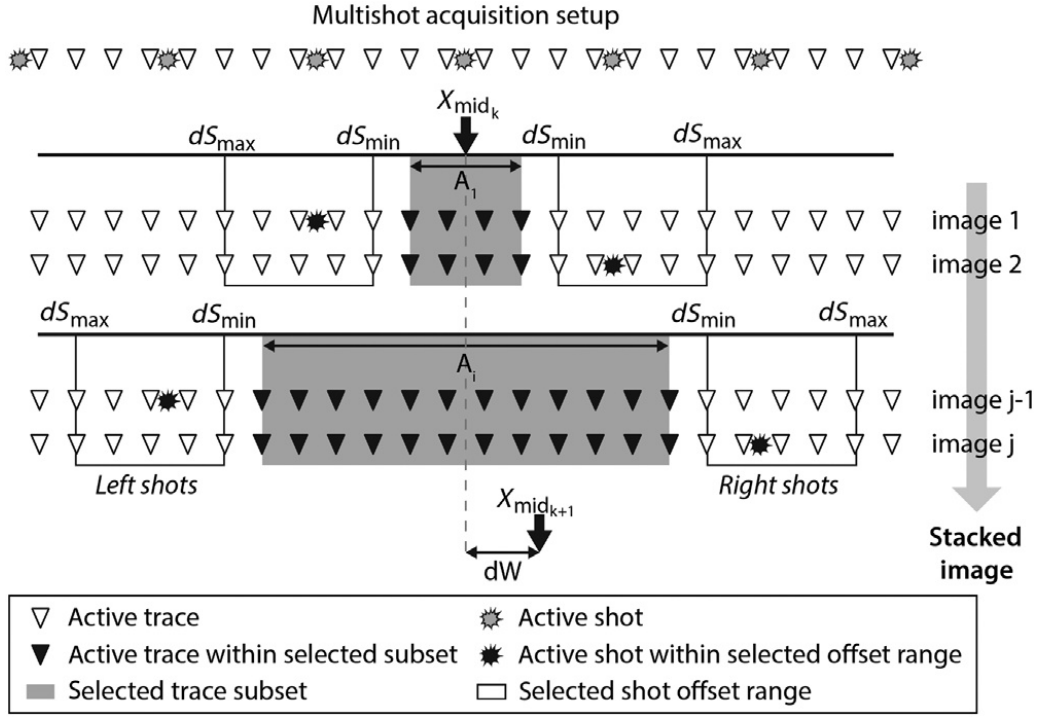 Multishot acquisition setup
X_mid_k
dS_max dS_min dS_min dS_max
A_1
image 1
image 2
dS_max dS_min dS_min dS_max
A_i
image j-1
image j
Left shots Right shots
X_mid_k+1
dW
Stacked
image
Active trace Active shot
Active trace within selected subset Active shot within selected offset range
Selected trace subset Selected shot offset range